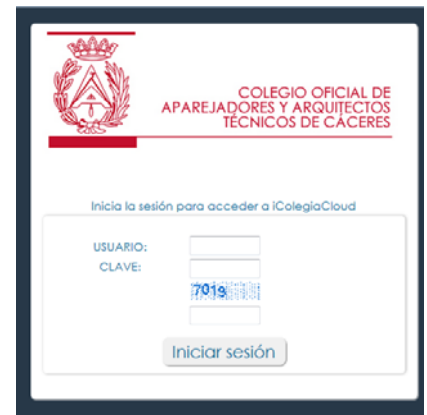 COLEGIO OFICIAL DE
APAREJADORES Y ARQUITECTOS
TÉCNICOS DE CÁCERES
Inicia la sesión para acceder a iColegiaCloud
USUARIO:
CLAVE:
7019
Iniciar sesión